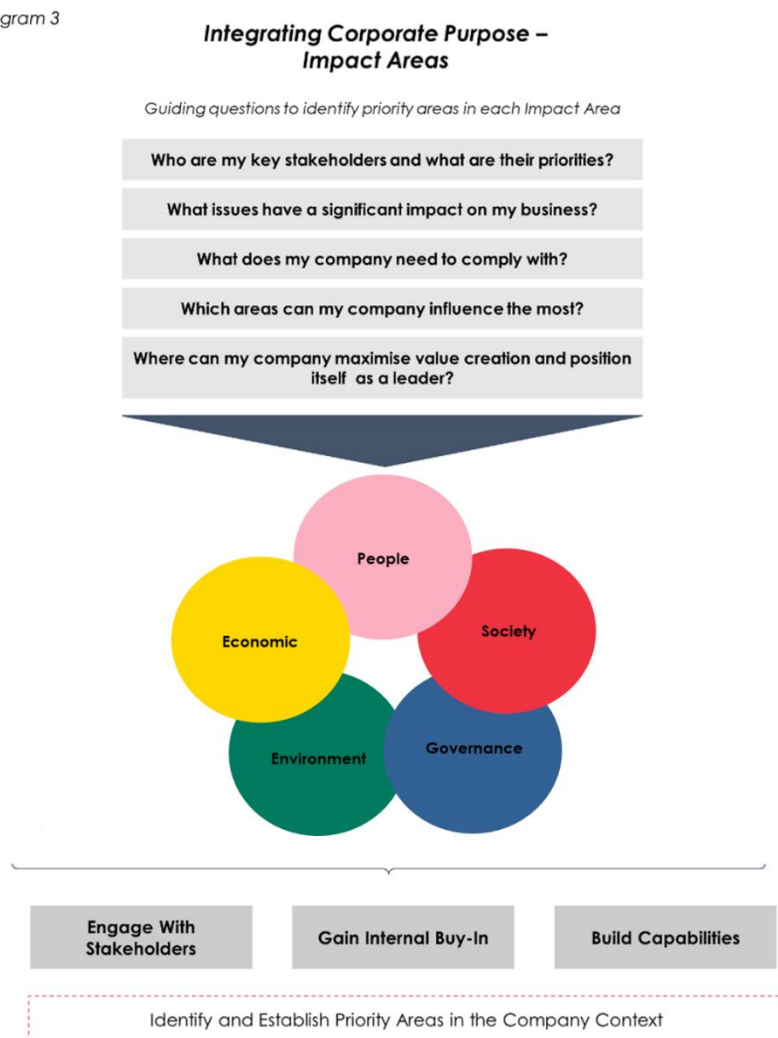 gram 3
Integrating Corporate Purpose –
Impact Areas
Guiding questions to identify priority areas in each Impact Area
Who are my key stakeholders and what are their priorities?
What issues have a significant impact on my business?
What does my company need to comply with?
Which areas can my company influence the most?
Where can my company maximise value creation and position
itself as a leader?
People
Economic
Society
Environment
Governance
Engage With
Stakeholders
Gain Internal Buy-In
Build Capabilities
Identify and Establish Priority Areas in the Company Context